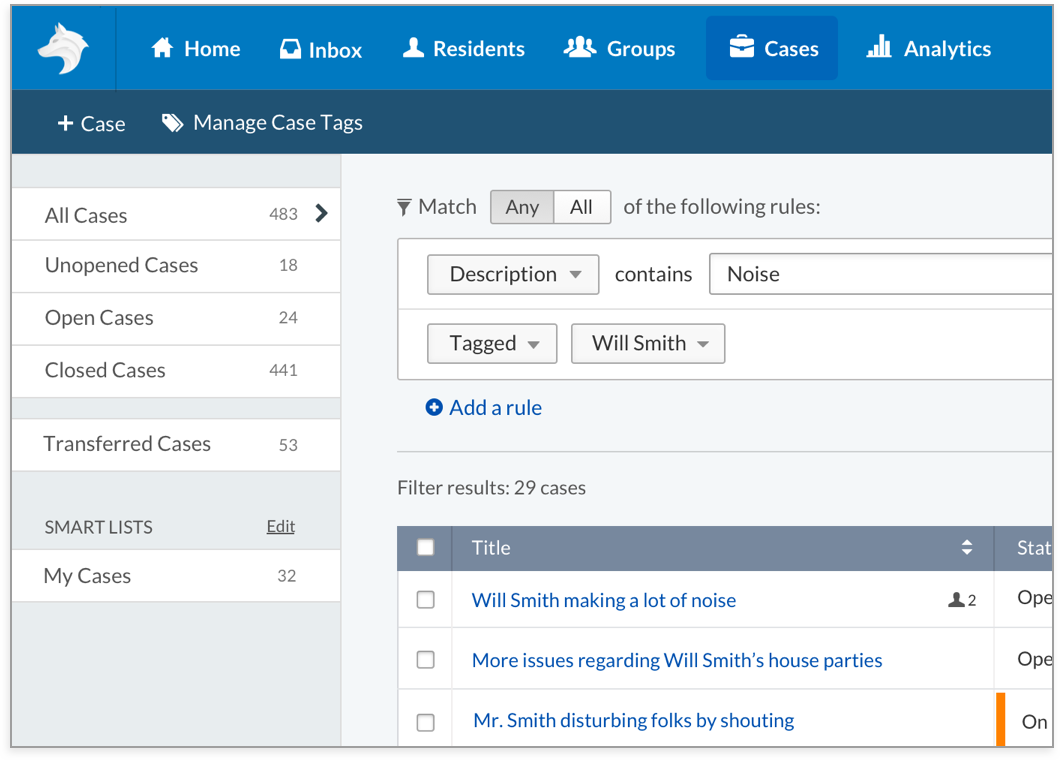 Home Inbox Residents Groups Cases Analytics
+ Case Manage Case Tags
All Cases 483
Unopened Cases 18
Open Cases 24
Closed Cases 441
Transferred Cases 53
SMART LISTS Edit
My Cases 32
Match Any All of the following rules:
Description contains Noise
Tagged Will Smith
Add a rule
Filter results: 29 cases
Title Stat
Will Smith making a lot of noise 2 Ope
More issues regarding Will Smith’s house parties Ope
Mr. Smith disturbing folks by shouting On